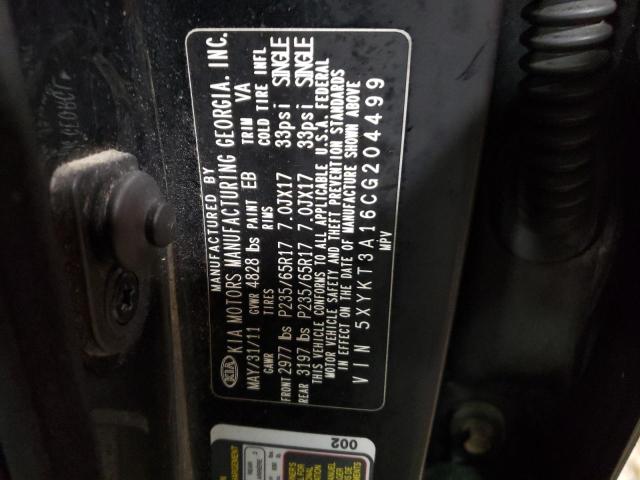 MANUFACTURED BY
KIA KIA MOTORS MANUFACTURING GEORGIA. INC.
MAY/31/11 GVWR 4828 lbs PAINT EB TRIM VA
GAWR TIRES RIMS COLD TIRE INFL
FRONT 2977 lbs P235/65R17 7.0JX17 33psi SINGLE
REAR 3197 lbs P235/65R17 7.0JX17 33psi SINGLE
THIS VEHICLE CONFORMS TO ALL APPLICABLE U.S.A. FEDERAL
MOTOR VEHICLE SAFETY AND THEFT PREVENTION STANDARDS
IN EFFECT ON THE DATE OF MANUFACTURE SHOWN ABOVE
VIN 5XYKT3A16CG204499
MPV
002